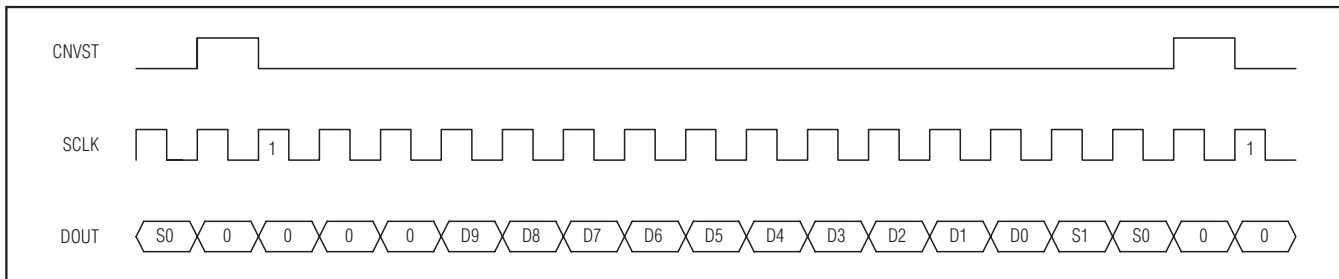 CNVST
SCLK 1 1
DOUT S0 0 0 0 0 D9 D8 D7 D6 D5 D4 D3 D2 D1 D0 S1 S0 0 0